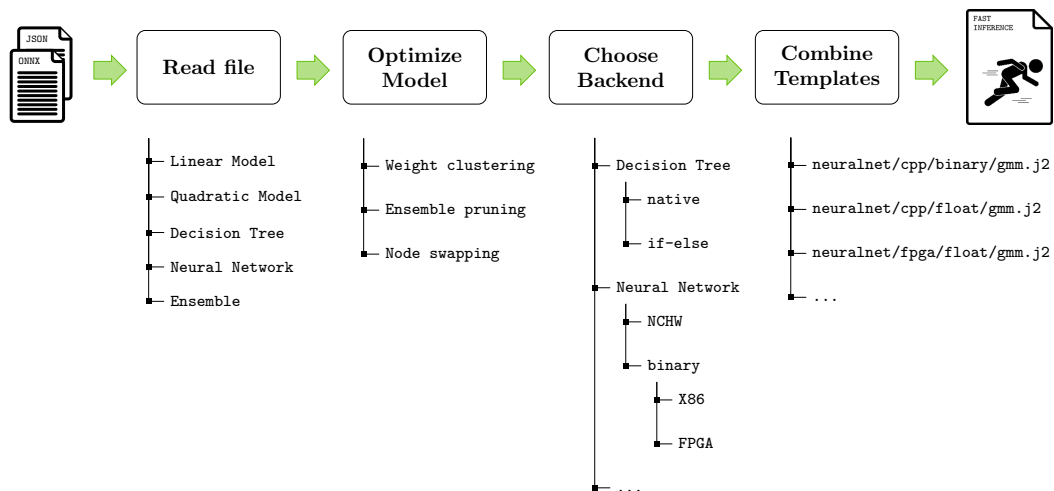 JSON
ONNX
Read file
Optimize
Model
Choose
Backend
Combine
Templates
FAST
INFERENCE
Linear Model
Quadratic Model
Decision Tree
Neural Network
Ensemble
Weight clustering
Ensemble pruning
Node swapping
Decision Tree
native
if-else
Neural Network
NCHW
binary
X86
FPGA
...
neuralnet/cpp/binary/gmm.j2
neuralnet/cpp/float/gmm.j2
neuralnet/fpga/float/gmm.j2
...